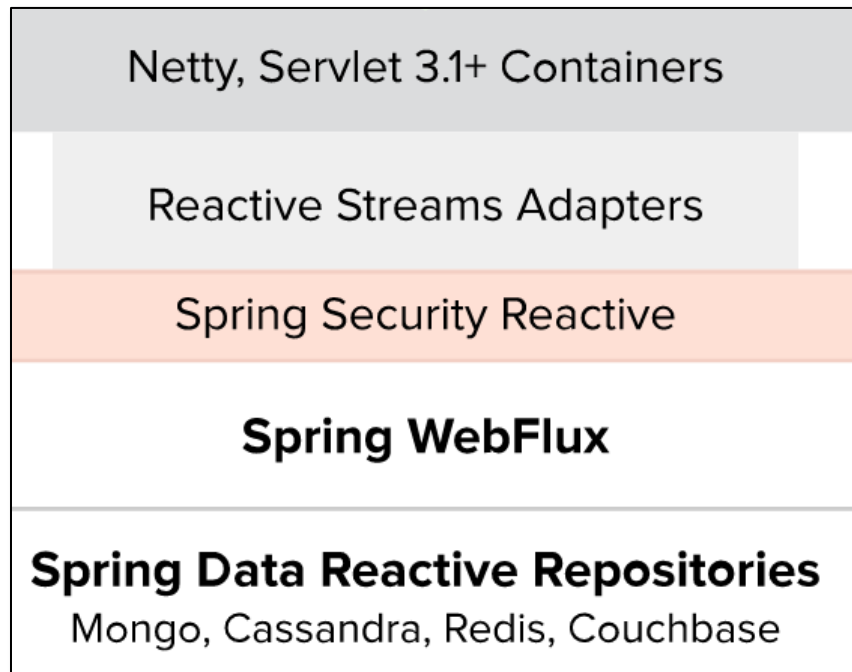 Netty, Servlet 3.1+ Containers
Reactive Streams Adapters
Spring Security Reactive
Spring WebFlux
Spring Data Reactive Repositories
Mongo, Cassandra, Redis, Couchbase